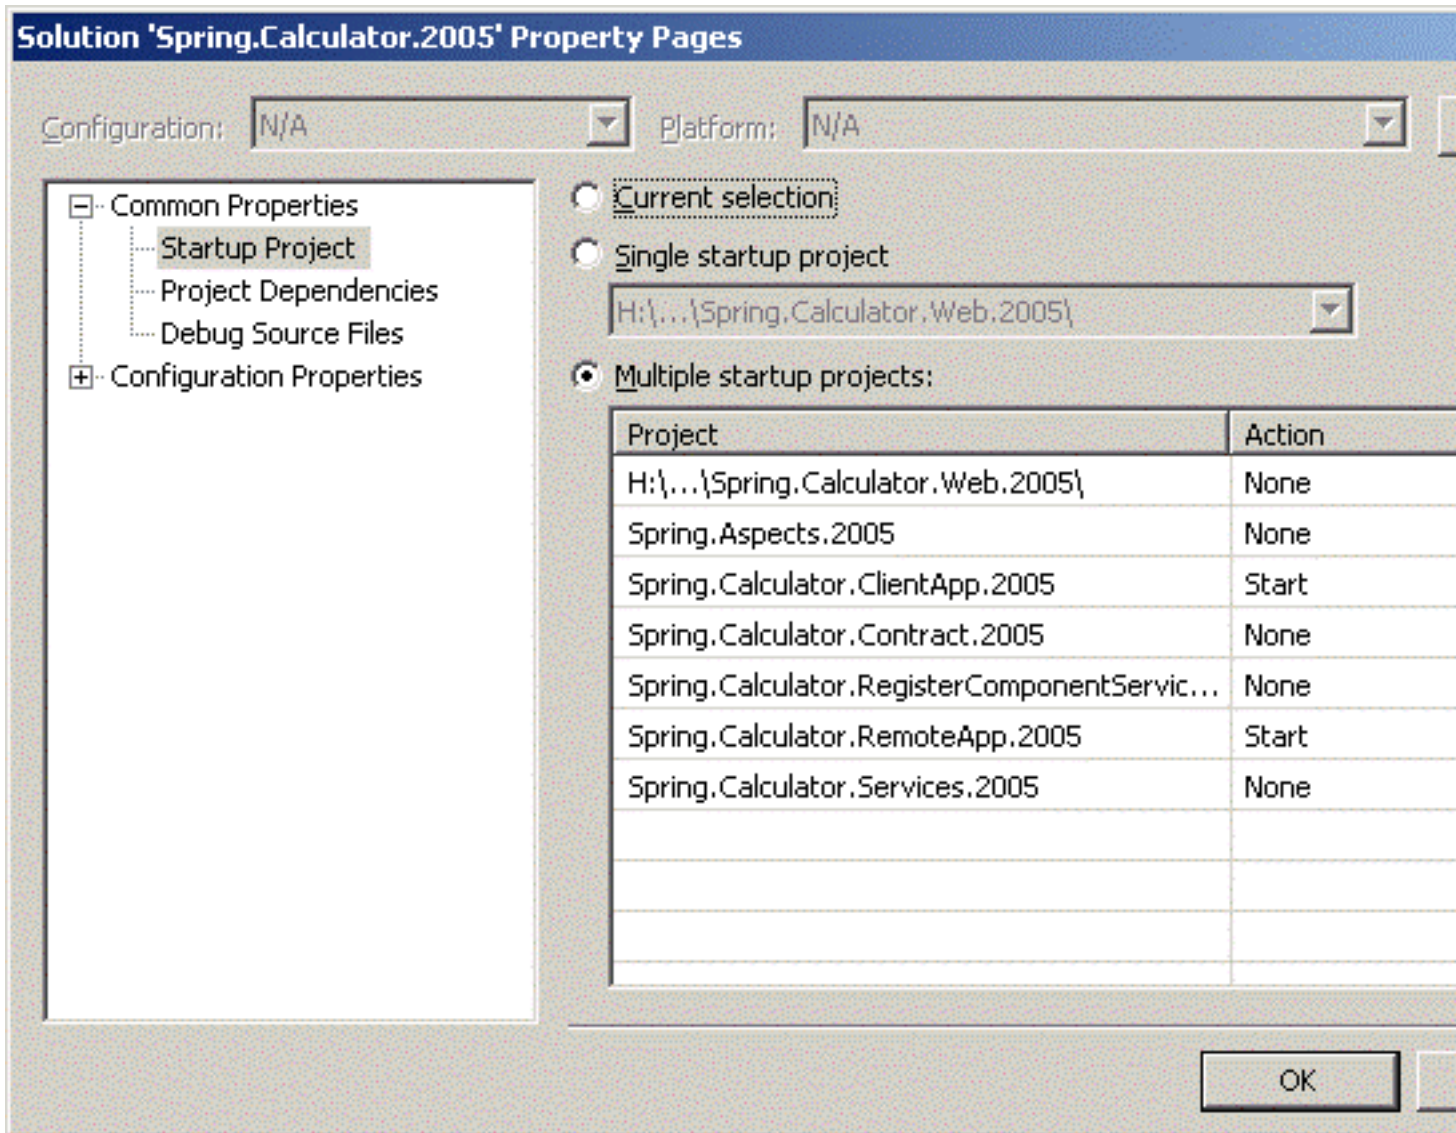 Solution 'Spring.Calculator.2005' Property Pages
Configuration: N/A Platform: N/A
Common Properties
Startup Project
Project Dependencies
Debug Source Files
Configuration Properties
Current selection
Single startup project
H:\...\Spring.Calculator.Web.2005\
Multiple startup projects:
Project Action
H:\...\Spring.Calculator.Web.2005\ None
Spring.Aspects.2005 None
Spring.Calculator.ClientApp.2005 Start
Spring.Calculator.Contract.2005 None
Spring.Calculator.RegisterComponentServic... None
Spring.Calculator.RemoteApp.2005 Start
Spring.Calculator.Services.2005 None
OK